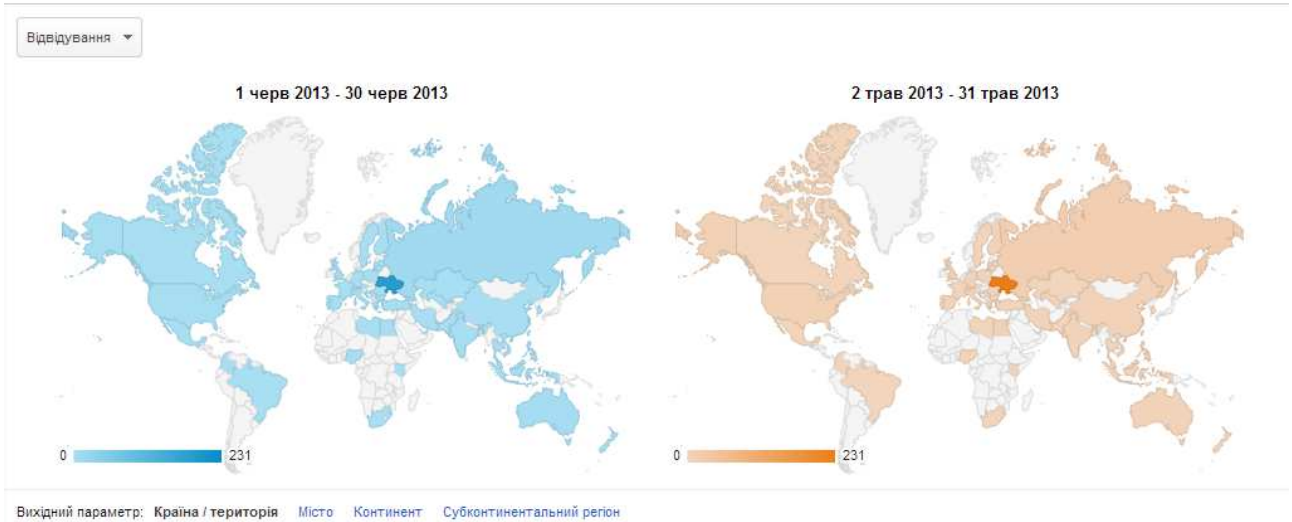 Відвідування
1 черв 2013 - 30 черв 2013
2 трав 2013 - 31 трав 2013
0 231
0 231
Вихідний параметр: Країна / територія Місто Континент Субконтинентальний регіон